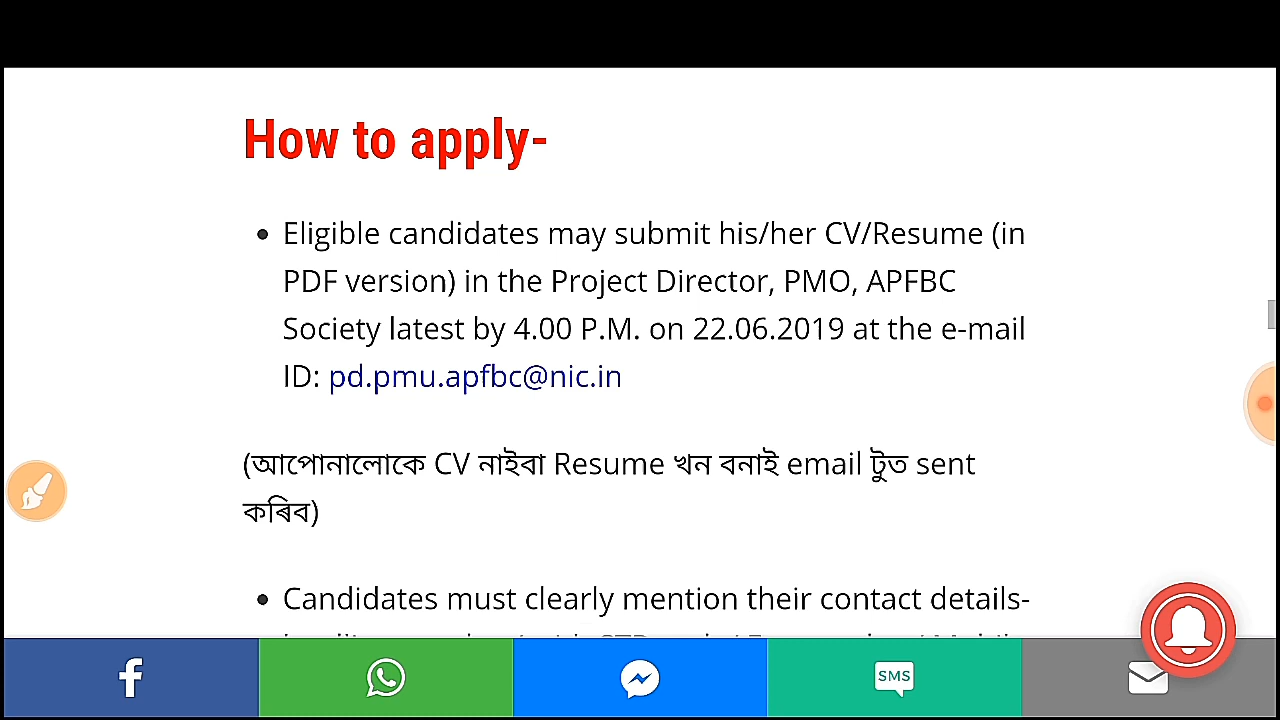 How to apply-
Eligible candidates may submit his/her CV/Resume (in
PDF version) in the Project Director, PMO, APFBC
Society latest by 4.00 P.M. on 22.06.2019 at the e-mail
ID: pd.pmu.apfbc@nic.in
(আপোনালোকে CV নাইবা Resume খন বনাই email টুত sent
কৰিব)
Candidates must clearly mention their contact details-
SMS